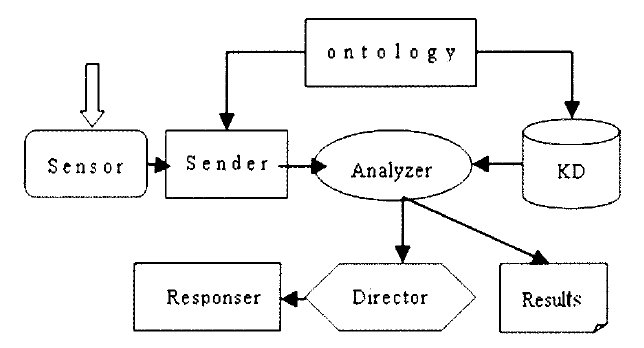 ontology
Sensor
Sender
Analyzer
KD
Responser
Director
Results